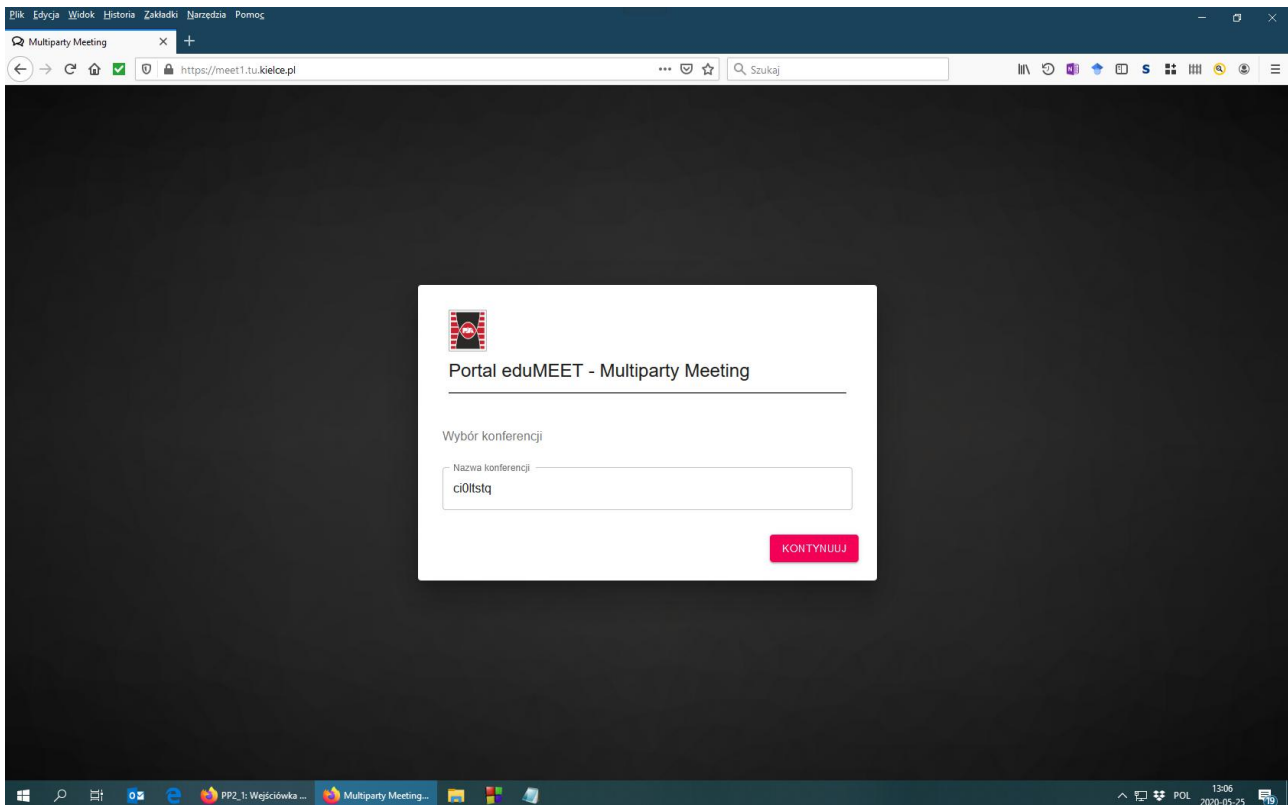 Plik Edycja Widok Historia Zakładki Narzędzia Pomoc
Multiparty Meeting
https://meet1.tu.kielce.pl
Szukaj
Portal eduMEET - Multiparty Meeting
Wybór konferencji
Nazwa konferencji
ci0ltstq
KONTYNUUJ
PP2_1: Wejściówka ...
Multiparty Meeting...
POL
13:06
2020-05-25